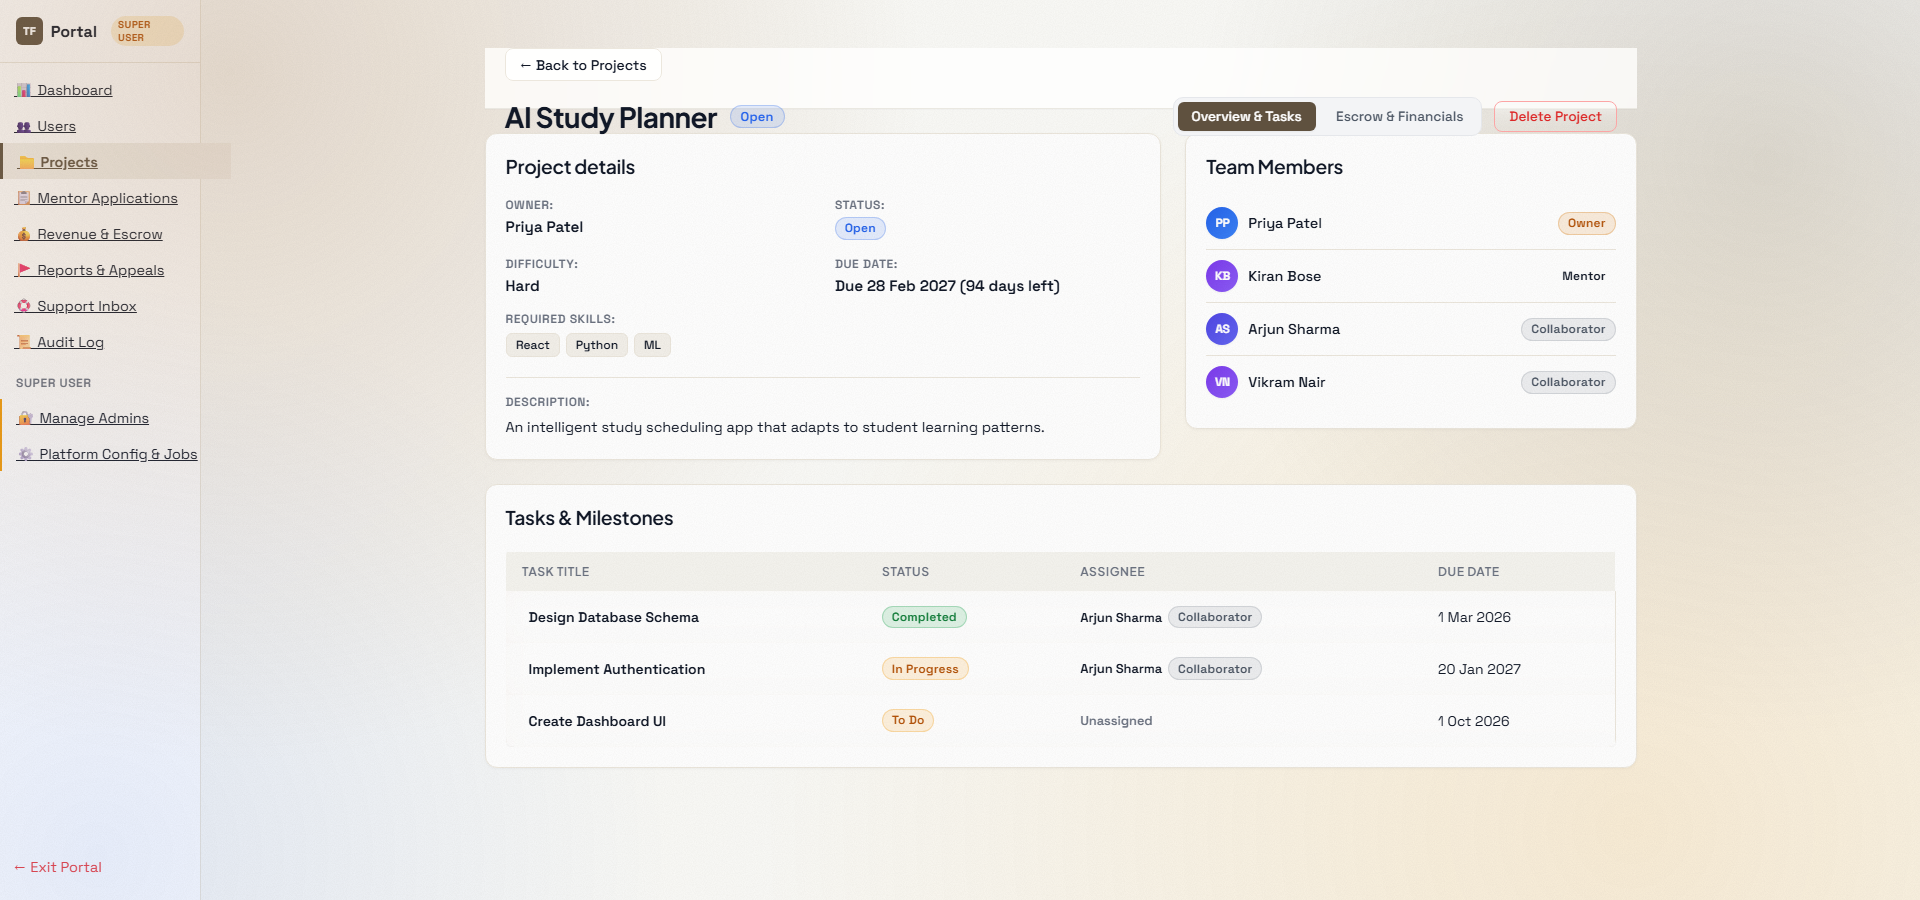 TF Portal SUPER USER
Dashboard
Users
Projects
Mentor Applications
Revenue & Escrow
Reports & Appeals
Support Inbox
Audit Log
SUPER USER
Manage Admins
Platform Config & Jobs
← Exit Portal
← Back to Projects
AI Study Planner Open
Overview & Tasks Escrow & Financials Delete Project
Project details
OWNER: STATUS:
Priya Patel Open
DIFFICULTY: DUE DATE:
Hard Due 28 Feb 2027 (94 days left)
REQUIRED SKILLS:
React Python ML
DESCRIPTION:
An intelligent study scheduling app that adapts to student learning patterns.
Team Members
PP Priya Patel Owner
KB Kiran Bose Mentor
AS Arjun Sharma Collaborator
VN Vikram Nair Collaborator
Tasks & Milestones
TASK TITLE STATUS ASSIGNEE DUE DATE
Design Database Schema Completed Arjun Sharma Collaborator 1 Mar 2026
Implement Authentication In Progress Arjun Sharma Collaborator 20 Jan 2027
Create Dashboard UI To Do Unassigned 1 Oct 2026